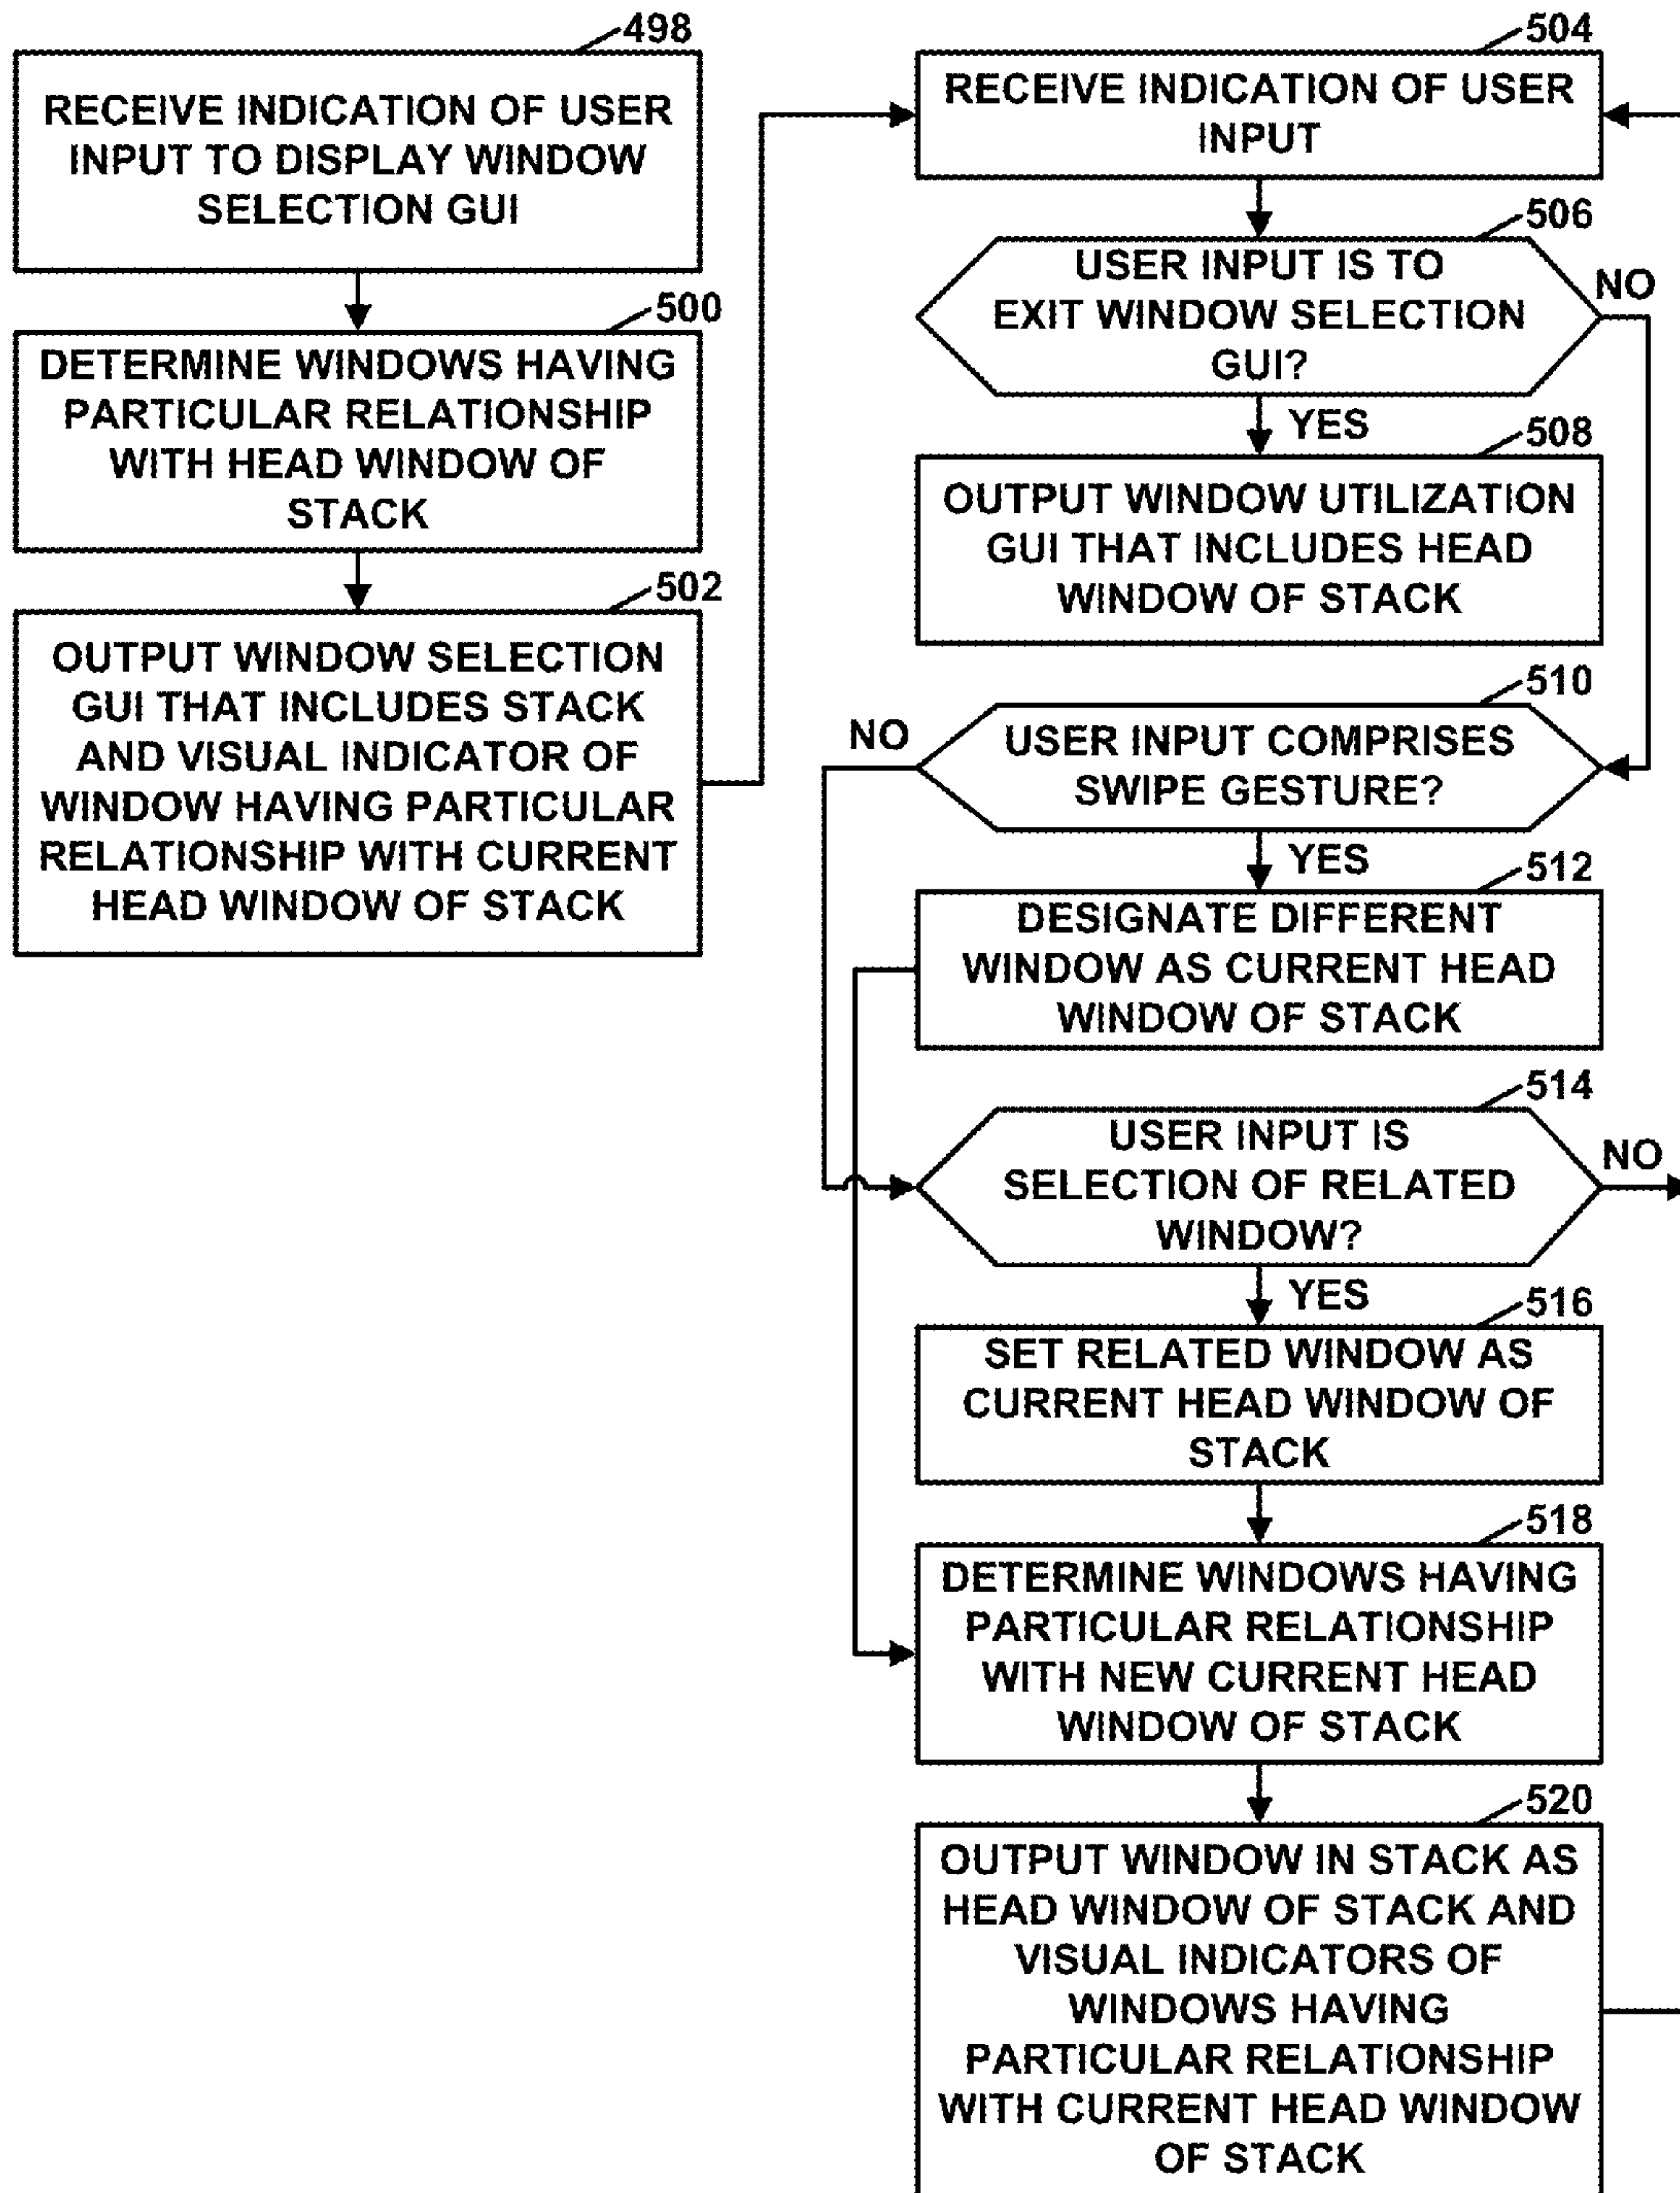 498
RECEIVE INDICATION OF USER
INPUT TO DISPLAY WINDOW
SELECTION GUI
500
DETERMINE WINDOWS HAVING
PARTICULAR RELATIONSHIP
WITH HEAD WINDOW OF
STACK
502
OUTPUT WINDOW SELECTION
GUI THAT INCLUDES STACK
AND VISUAL INDICATOR OF
WINDOW HAVING PARTICULAR
RELATIONSHIP WITH CURRENT
HEAD WINDOW OF STACK
504
RECEIVE INDICATION OF USER
INPUT
506
USER INPUT IS TO
EXIT WINDOW SELECTION
GUI?
NO
YES
508
OUTPUT WINDOW UTILIZATION
GUI THAT INCLUDES HEAD
WINDOW OF STACK
510
NO
USER INPUT COMPRISES
SWIPE GESTURE?
YES
512
DESIGNATE DIFFERENT
WINDOW AS CURRENT HEAD
WINDOW OF STACK
514
USER INPUT IS
SELECTION OF RELATED
WINDOW?
NO
YES
516
SET RELATED WINDOW AS
CURRENT HEAD WINDOW OF
STACK
518
DETERMINE WINDOWS HAVING
PARTICULAR RELATIONSHIP
WITH NEW CURRENT HEAD
WINDOW OF STACK
520
OUTPUT WINDOW IN STACK AS
HEAD WINDOW OF STACK AND
VISUAL INDICATORS OF
WINDOWS HAVING
PARTICULAR RELATIONSHIP
WITH CURRENT HEAD WINDOW
OF STACK